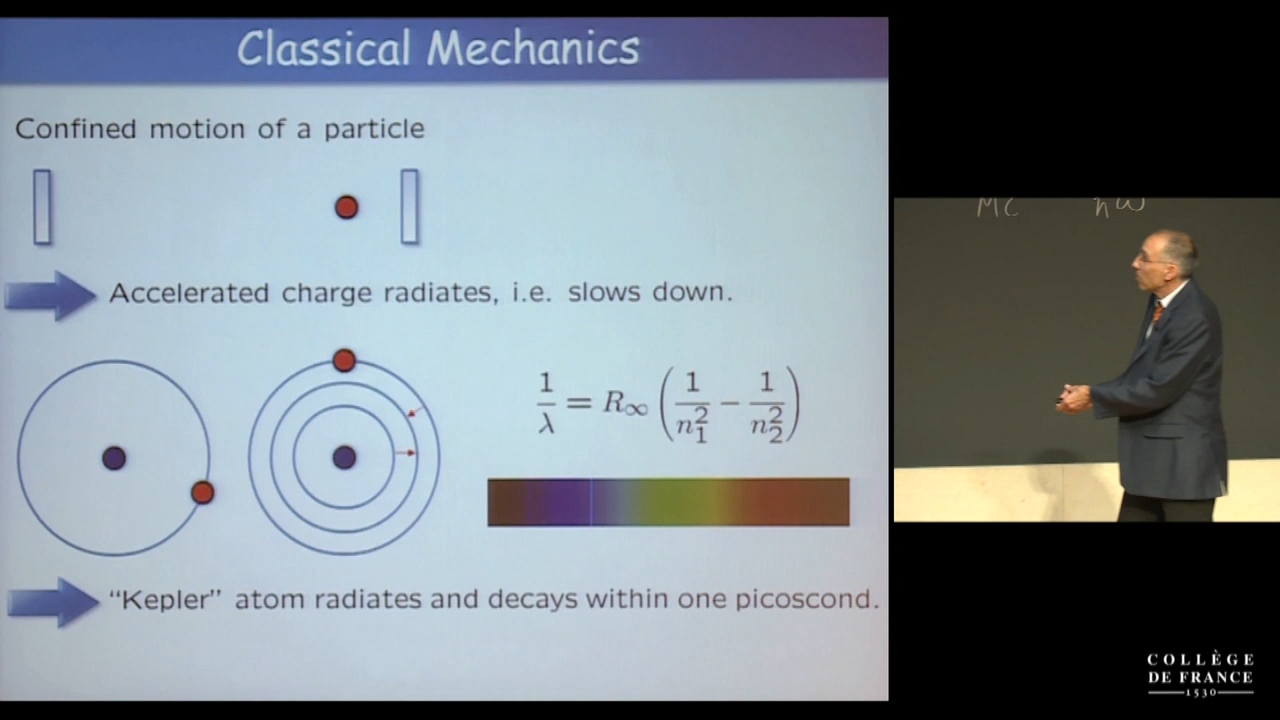 Classical Mechanics
Confined motion of a particle
Accelerated charge radiates, i.e. slows down.
1/λ = R∞ (1/n₁² − 1/n₂²)
"Kepler" atom radiates and decays within one picoscond.
MC ħω
COLLÈGE
DE FRANCE
1530